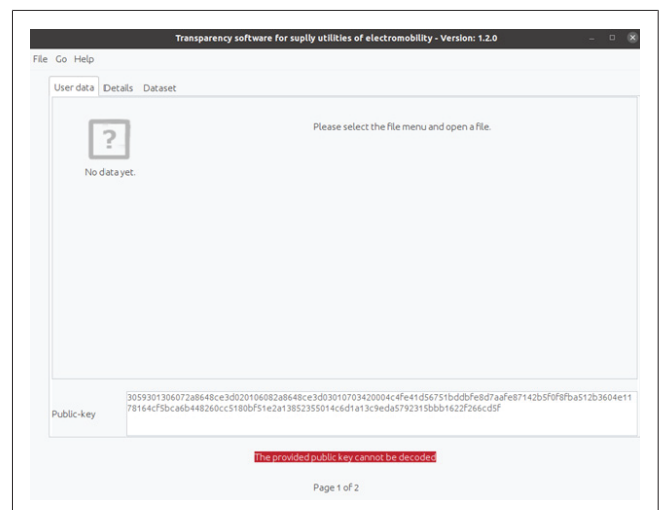 Transparency software for suplly utilities of electromobility - Version: 1.2.0
File Go Help
User data Details Dataset
?
Please select the file menu and open a file.
No data yet.
3059301306072a8648ce3d020106082a8648ce3d03010703420004c4fe41d56751bddbfe8d7aafe87142b5f0f8fba512b3604e11
Public-key
78164cf5bca6b448260cc5180bf51e2a13852355014c6d1a13c9eda5792315bbb1622f266cd5f
The provided public key cannot be decoded
Page 1 of 2